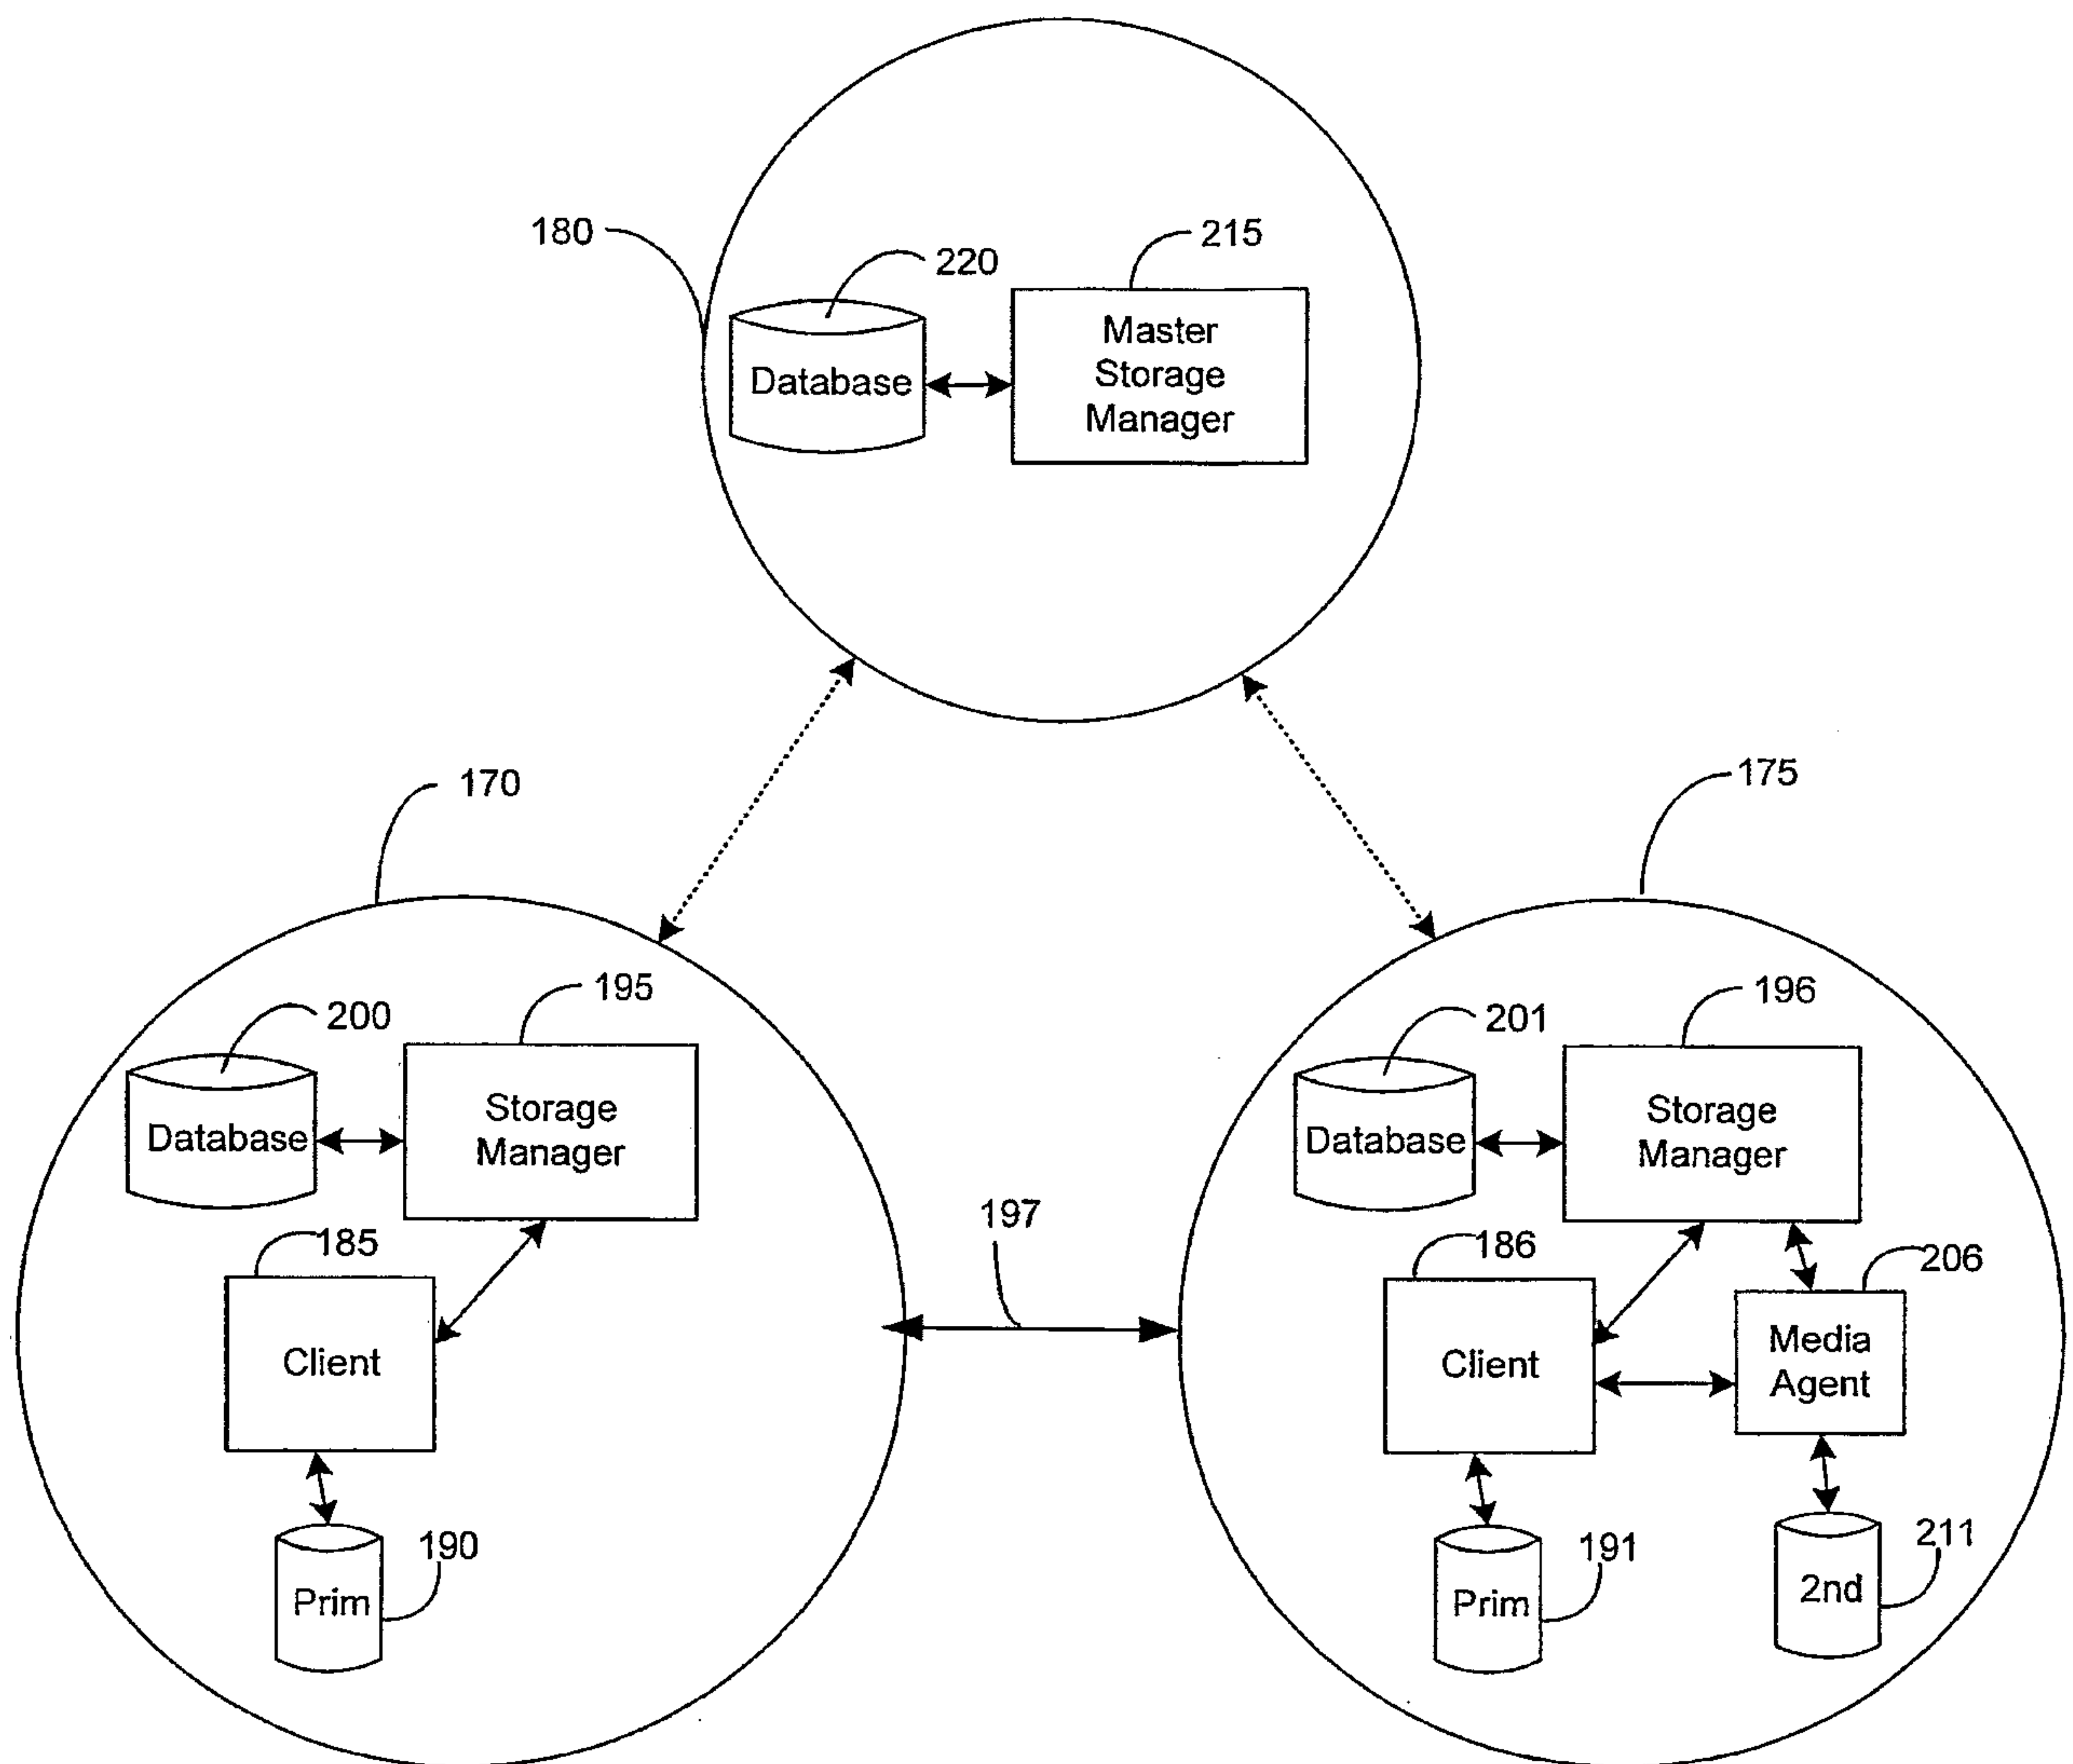 180
215
220
Database
Master
Storage
Manager
170
175
200
195
Database
Storage
Manager
185
Client
190
Prim
197
201
196
Database
Storage
Manager
186
206
Client
Media
Agent
191
Prim
211
2nd